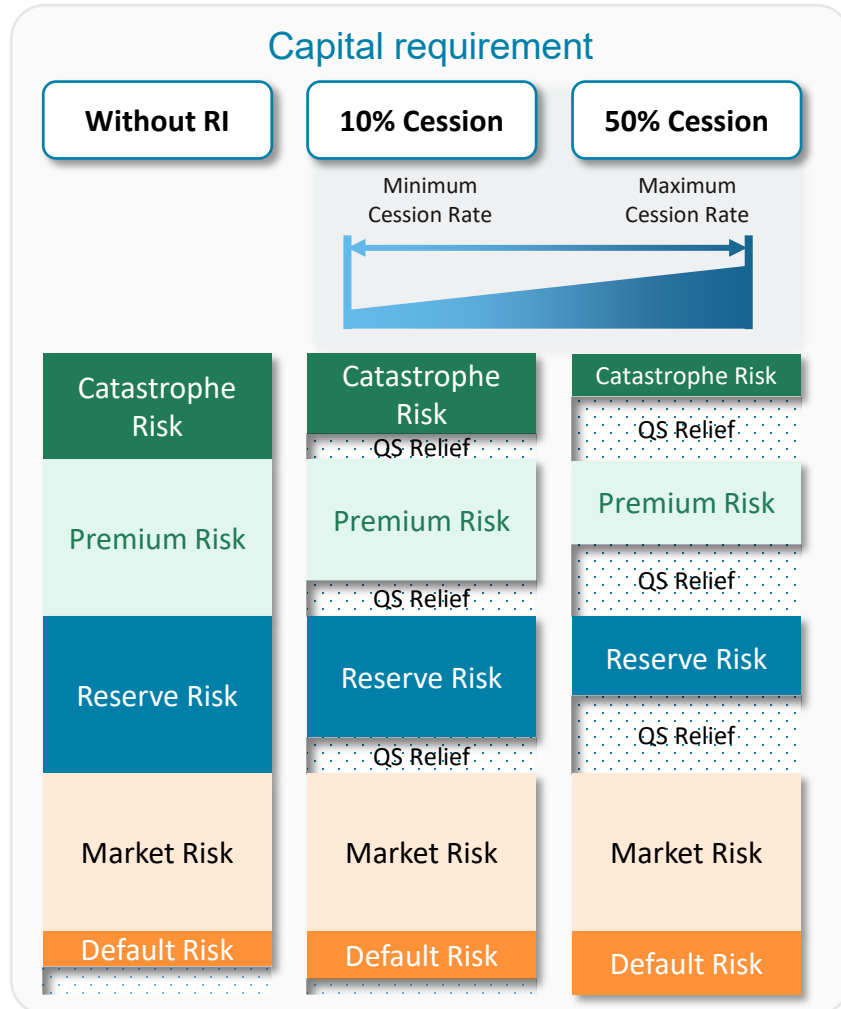 Capital requirement
Without RI
10% Cession
50% Cession
Minimum
Cession Rate
Maximum
Cession Rate
Catastrophe
Risk
Premium Risk
Reserve Risk
Market Risk
Default Risk
Catastrophe
Risk
QS Relief
Premium Risk
QS Relief
Reserve Risk
QS Relief
Market Risk
Default Risk
Catastrophe Risk
QS Relief
Premium Risk
QS Relief
Reserve Risk
QS Relief
Market Risk
Default Risk